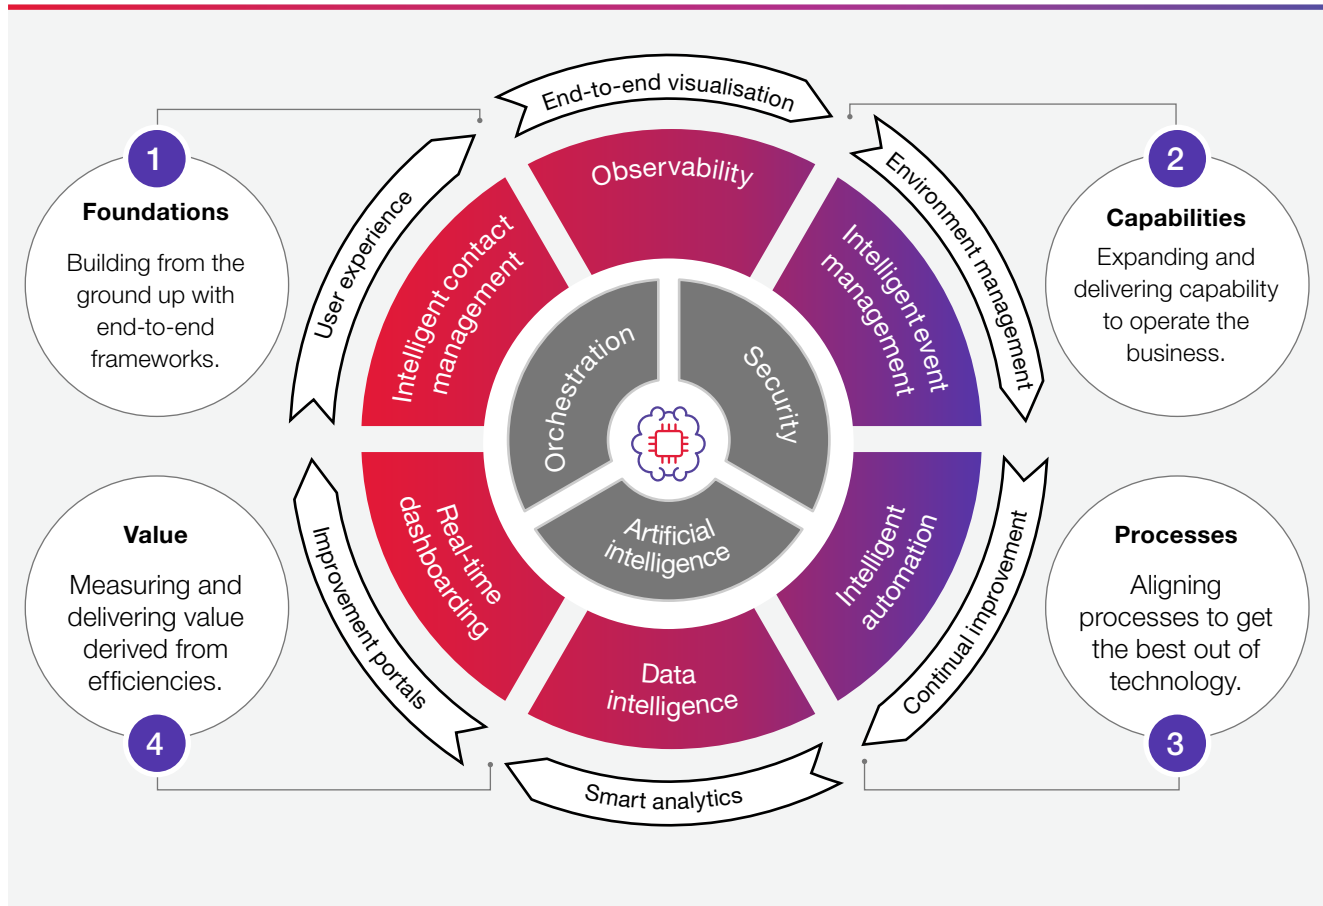 End-to-end visualisation
1
Foundations
Building from the
ground up with
end-to-end
frameworks.
2
Capabilities
Expanding and
delivering capability
to operate the
business.
User experience
Environment management
Observability
Intelligent contact
management
Intelligent event
management
Orchestration
Security
Artificial
intelligence
Real-time
dashboarding
Intelligent
automation
Data
intelligence
Improvement portals
Continual improvement
Smart analytics
Value
Measuring and
delivering value
derived from
efficiencies.
4
Processes
Aligning
processes to get
the best out of
technology.
3